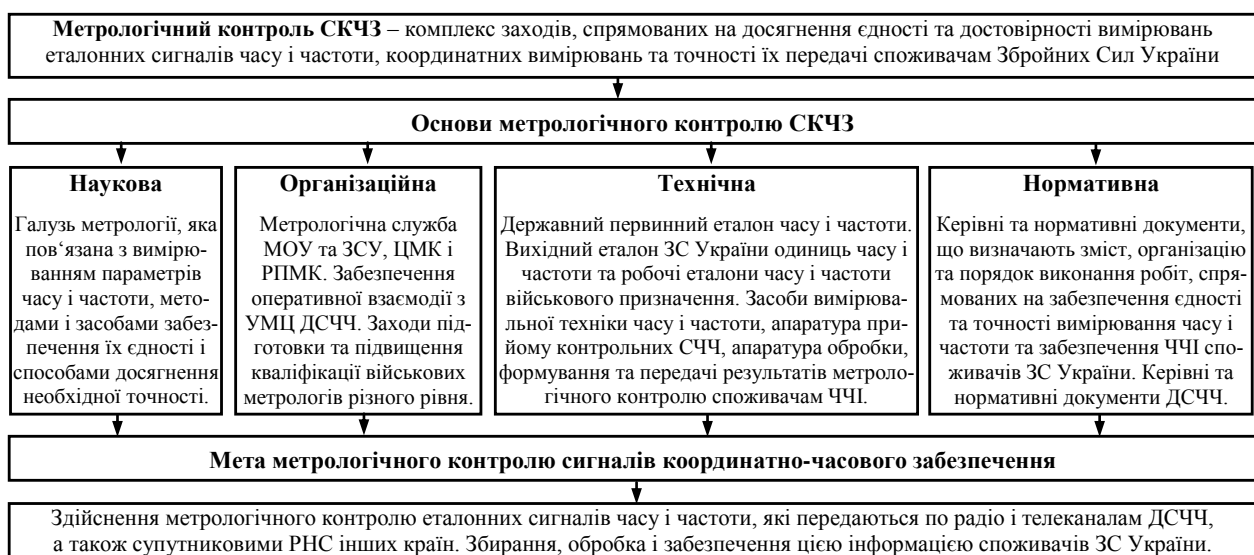 Метрологічний контроль СКЧЗ – комплекс заходів, спрямованих на досягнення єдності та достовірності вимірювань
еталонних сигналів часу і частоти, координатних вимірювань та точності їх передачі споживачам Збройних Сил України
Основи метрологічного контролю СКЧЗ
Наукова
Галузь метрології, яка
пов‘язана з вимірю-
ванням параметрів
часу і частоти, мето-
дами і засобами забез-
печення їх єдності і
способами досягнення
необхідної точності.
Організаційна
Метрологічна служба
МОУ та ЗСУ, ЦМК і
РПМК. Забезпечення
оперативної взаємодії з
УМЦ ДСЧЧ. Заходи під-
готовки та підвищення
кваліфікації військових
метрологів різного рівня.
Технічна
Державний первинний еталон часу і частоти.
Вихідний еталон ЗС України одиниць часу і
частоти та робочі еталони часу і частоти
військового призначення. Засоби вимірюва-
льної техніки часу і частоти, апаратура при-
йому контрольних СЧЧ, апаратура обробки,
формування та передачі результатів метроло-
гічного контролю споживачам ЧЧІ.
Нормативна
Керівні та нормативні документи,
що визначають зміст, організацію
та порядок виконання робіт, спря-
мованих на забезпечення єдності
та точності вимірювання часу і
частоти та забезпечення ЧЧІ спо-
живачів ЗС України. Керівні та
нормативні документи ДСЧЧ.
Мета метрологічного контролю сигналів координатно-часового забезпечення
Здійснення метрологічного контролю еталонних сигналів часу і частоти, які передаються по радіо і телеканалам ДСЧЧ,
а також супутниковими РНС інших країн. Збирання, обробка і забезпечення цією інформацією споживачів ЗС України.